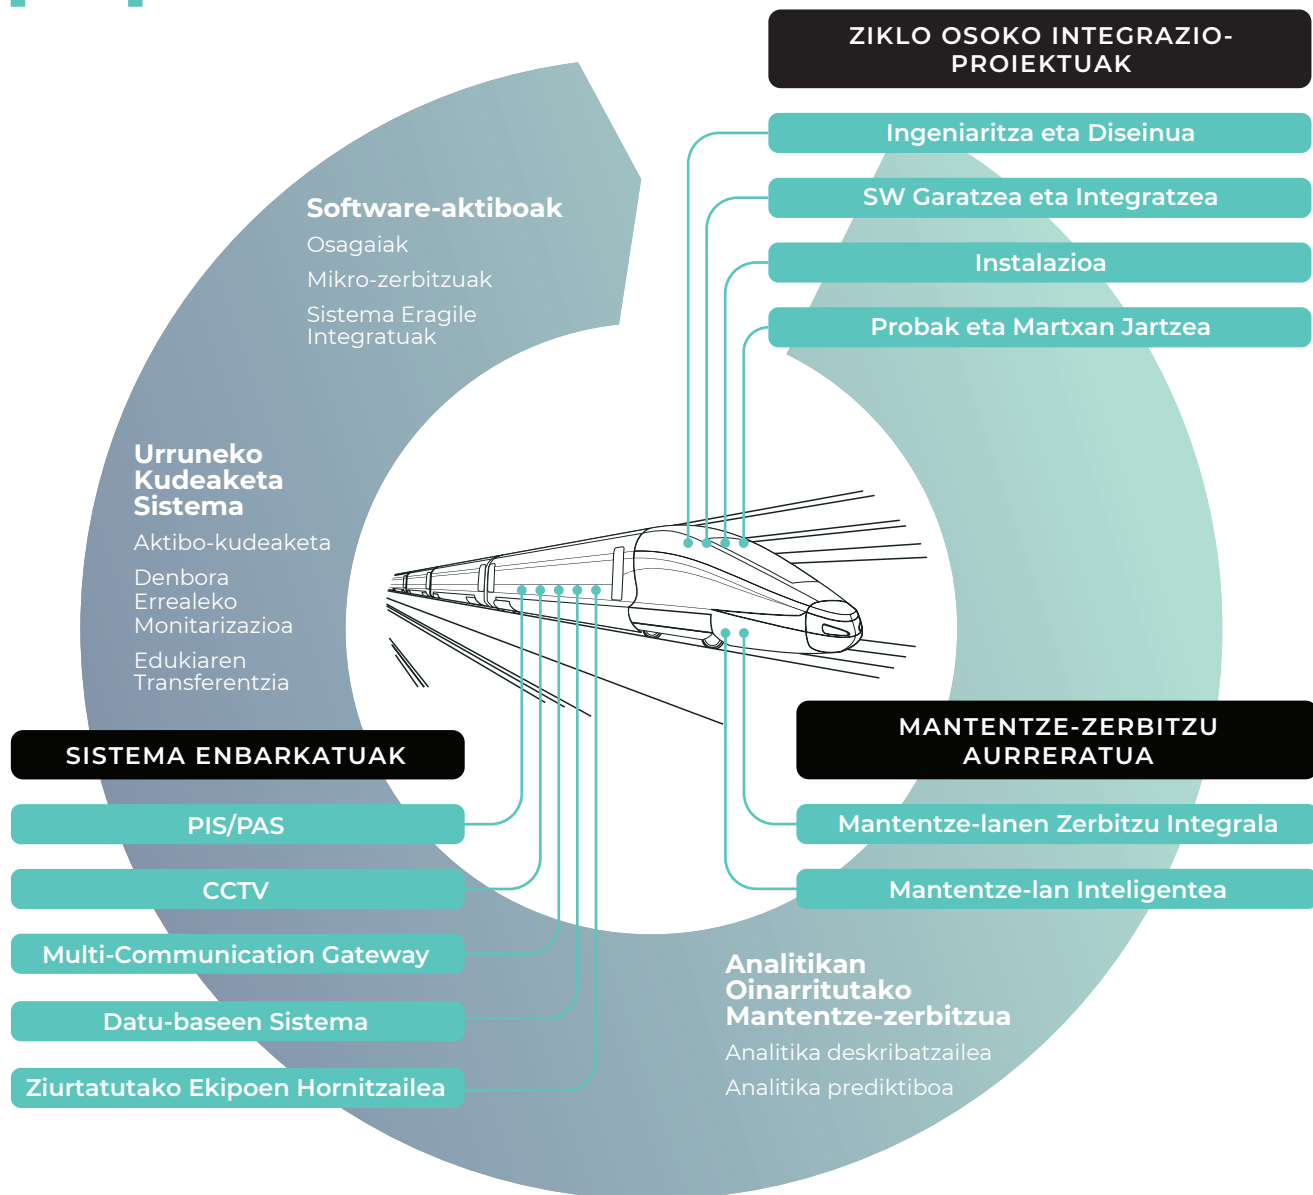 ZIKLO OSOKO INTEGRAZIO-
PROIEKTUAK
Ingeniaritza eta Diseinua
SW Garatzea eta Integratzea
Instalazioa
Probak eta Martxan Jartzea
Software-aktiboak
Osagaiak
Mikro-zerbitzuak
Sistema Eragile
Integratuak
Urruneko
Kudeaketa
Sistema
Aktibo-kudeaketa
Denbora
Errealeko
Monitarizazioa
Edukiaren
Transferentzia
SISTEMA ENBARKATUAK
PIS/PAS
CCTV
Multi-Communication Gateway
Datu-baseen Sistema
Ziurtatutako Ekipoen Hornitzailea
MANTENTZE-ZERBITZU
AURRERATUA
Mantentze-lanen Zerbitzu Integrala
Mantentze-lan Inteligentea
Analitikan
Oinarritutako
Mantentze-zerbitzua
Analitika deskribatzailea
Analitika prediktiboa